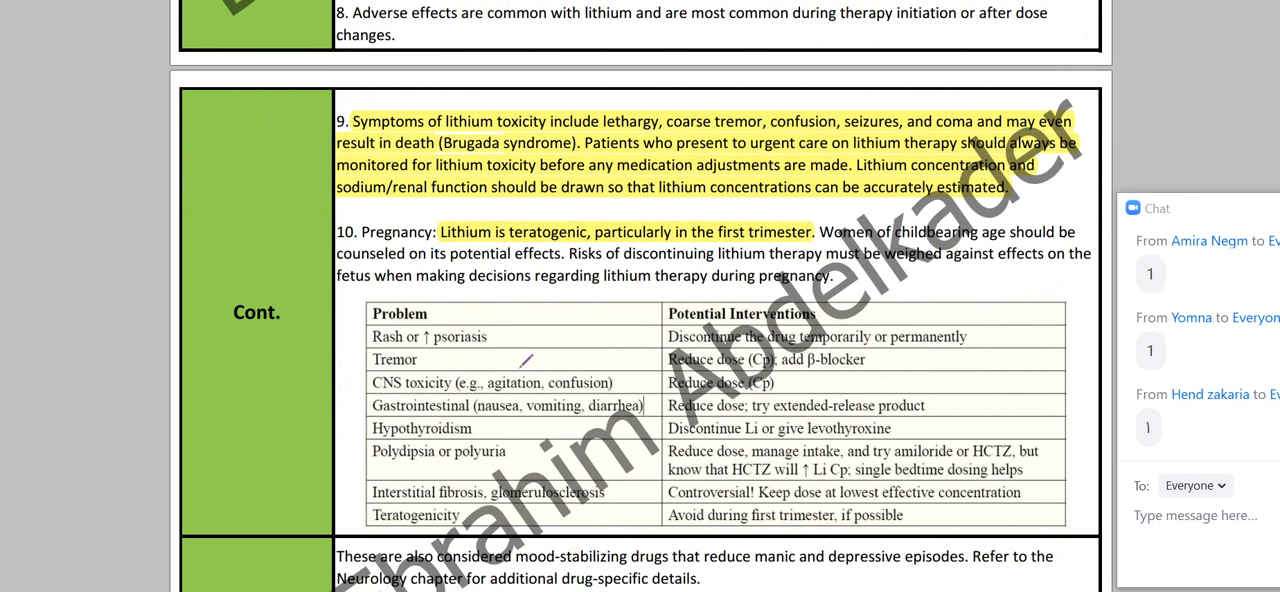 8. Adverse effects are common with lithium and are most common during therapy initiation or after dose
changes.
Cont.
9. Symptoms of lithium toxicity include lethargy, coarse tremor, confusion, seizures, and coma and may even
result in death (Brugada syndrome). Patients who present to urgent care on lithium therapy should always be
monitored for lithium toxicity before any medication adjustments are made. Lithium concentration and
sodium/renal function should be drawn so that lithium concentrations can be accurately estimated.
10. Pregnancy: Lithium is teratogenic, particularly in the first trimester. Women of childbearing age should be
counseled on its potential effects. Risks of discontinuing lithium therapy must be weighed against effects on the
fetus when making decisions regarding lithium therapy during pregnancy.
Problem Potential Interventions
Rash or ↑ psoriasis Discontinue the drug temporarily or permanently
Tremor Reduce dose (Cp); add β-blocker
CNS toxicity (e.g., agitation, confusion) Reduce dose (Cp)
Gastrointestinal (nausea, vomiting, diarrhea) Reduce dose; try extended-release product
Hypothyroidism Discontinue Li or give levothyroxine
Polydipsia or polyuria Reduce dose, manage intake, and try amiloride or HCTZ, but
know that HCTZ will ↑ Li Cp; single bedtime dosing helps
Interstitial fibrosis, glomerulosclerosis Controversial! Keep dose at lowest effective concentration
Teratogenicity Avoid during first trimester, if possible
These are also considered mood-stabilizing drugs that reduce manic and depressive episodes. Refer to the
Neurology chapter for additional drug-specific details.
Ebrahim Abdelkader
Chat
From Amira Negm to Ev
1
From Yomna to Everyon
1
From Hend zakaria to Ev
١
To: Everyone
Type message here...